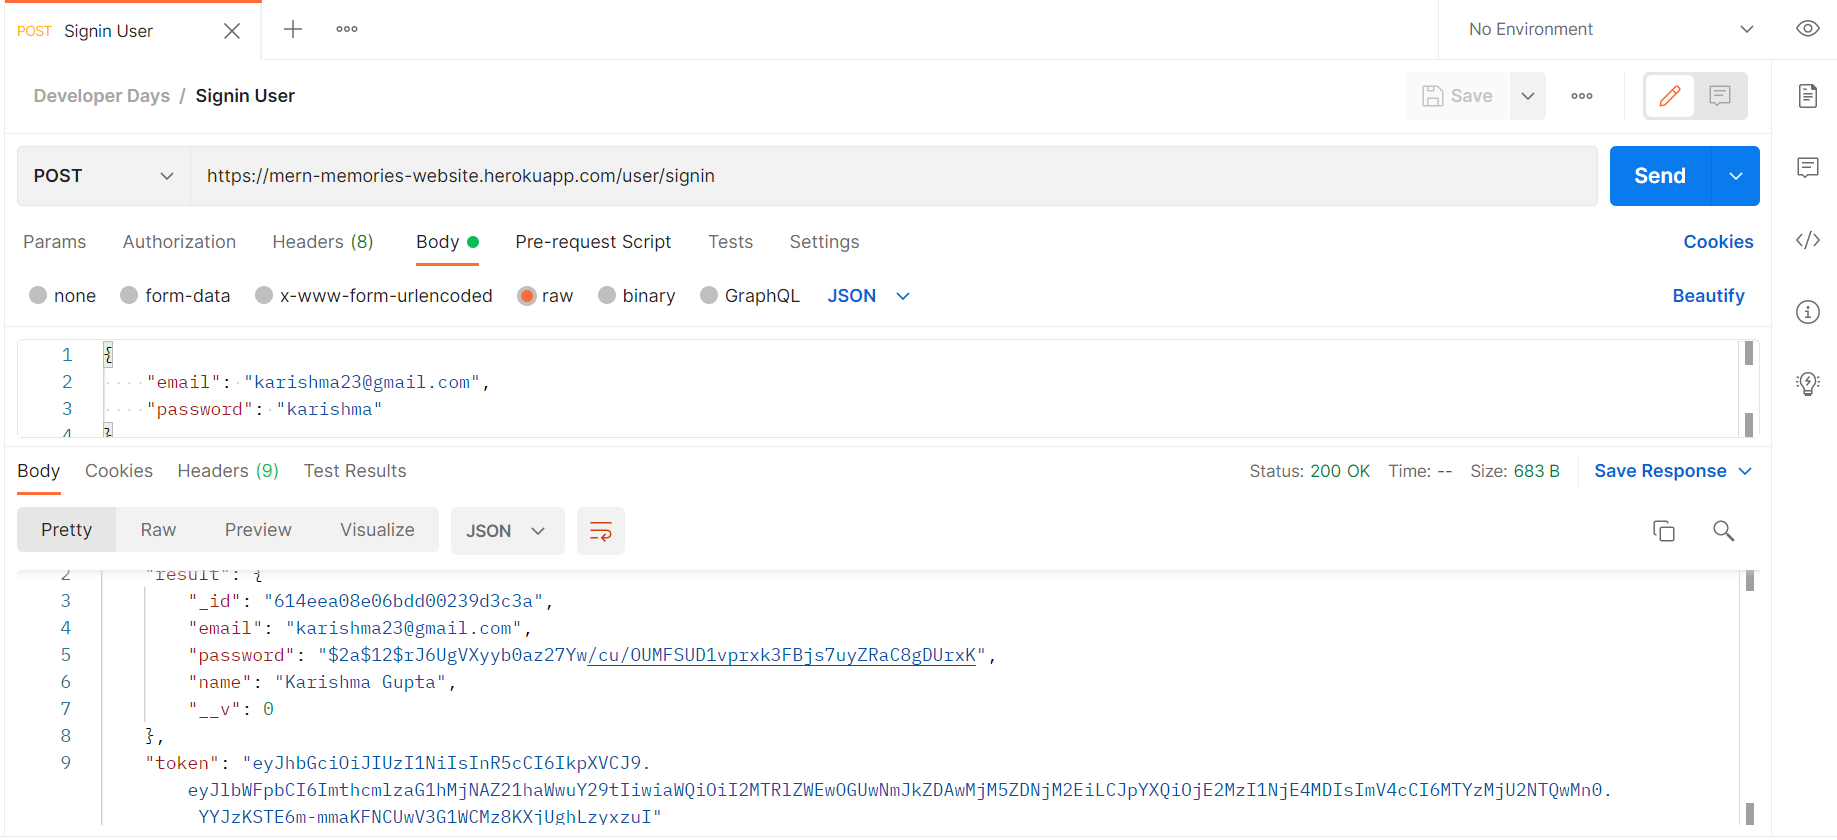 POST Signin User
No Environment
Developer Days / Signin User
Save
POST
https://mern-memories-website.herokuapp.com/user/signin
Send
Params Authorization Headers (8) Body Pre-request Script Tests Settings Cookies
none form-data x-www-form-urlencoded raw binary GraphQL JSON Beautify
1 {
2 "email": "karishma23@gmail.com",
3 "password": "karishma"
4 }
Body Cookies Headers (9) Test Results Status: 200 OK Time: -- Size: 683 B Save Response
Pretty Raw Preview Visualize JSON
2 "result": {
3 "_id": "614eea08e06bdd00239d3c3a",
4 "email": "karishma23@gmail.com",
5 "password": "$2a$12$rJ6UgVXyyb0az27Yw/cu/OUMFSUD1vprxk3FBjs7uyZRaC8gDUrxK",
6 "name": "Karishma Gupta",
7 "__v": 0
8 },
9 "token": "eyJhbGciOiJIUzI1NiIsInR5cCI6IkpXVCJ9.
eyJlbWFpbCI6ImthcmlzaG1hMjNAZ21haWwuY29tIiwiaWQiOiI2MTRlZWEwOGUwNmJkZDAwMjM5ZDNjM2EiLCJpYXQiOjE2MzI1NjE4MDIsImV4cCI6MTYzMjU2NTQwMn0.
YYJzKSTE6m-mmaKFNCUwV3G1WCMz8KXjUghLzyxzuI"